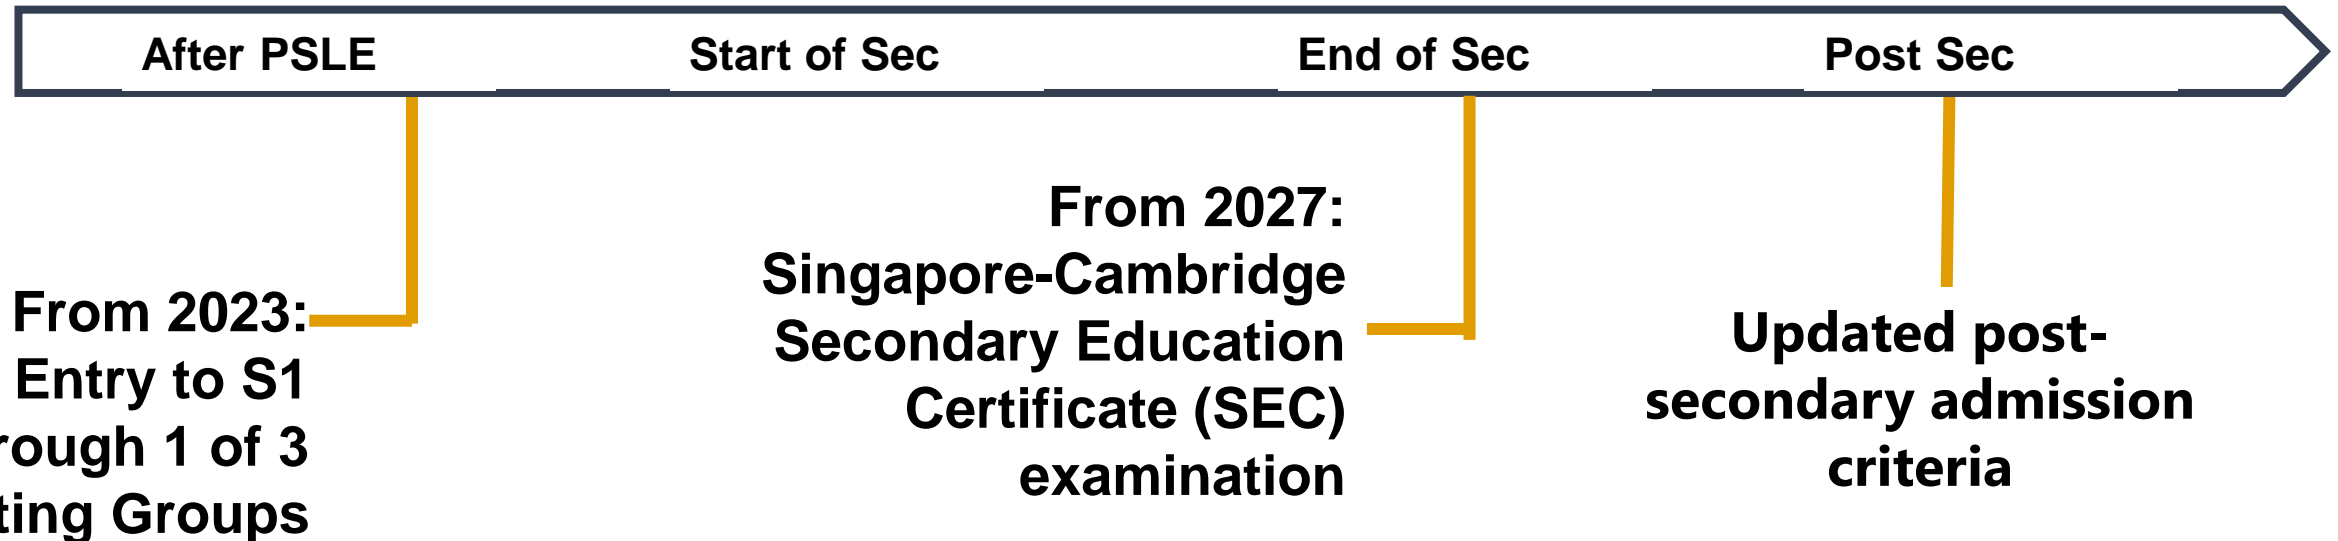 After PSLE Start of Sec End of Sec Post Sec
From 2023:
Entry to S1
1 of 3
Groups
From 2027:
Singapore-Cambridge
Secondary Education
Certificate (SEC)
examination
Updated post-
secondary admission
criteria